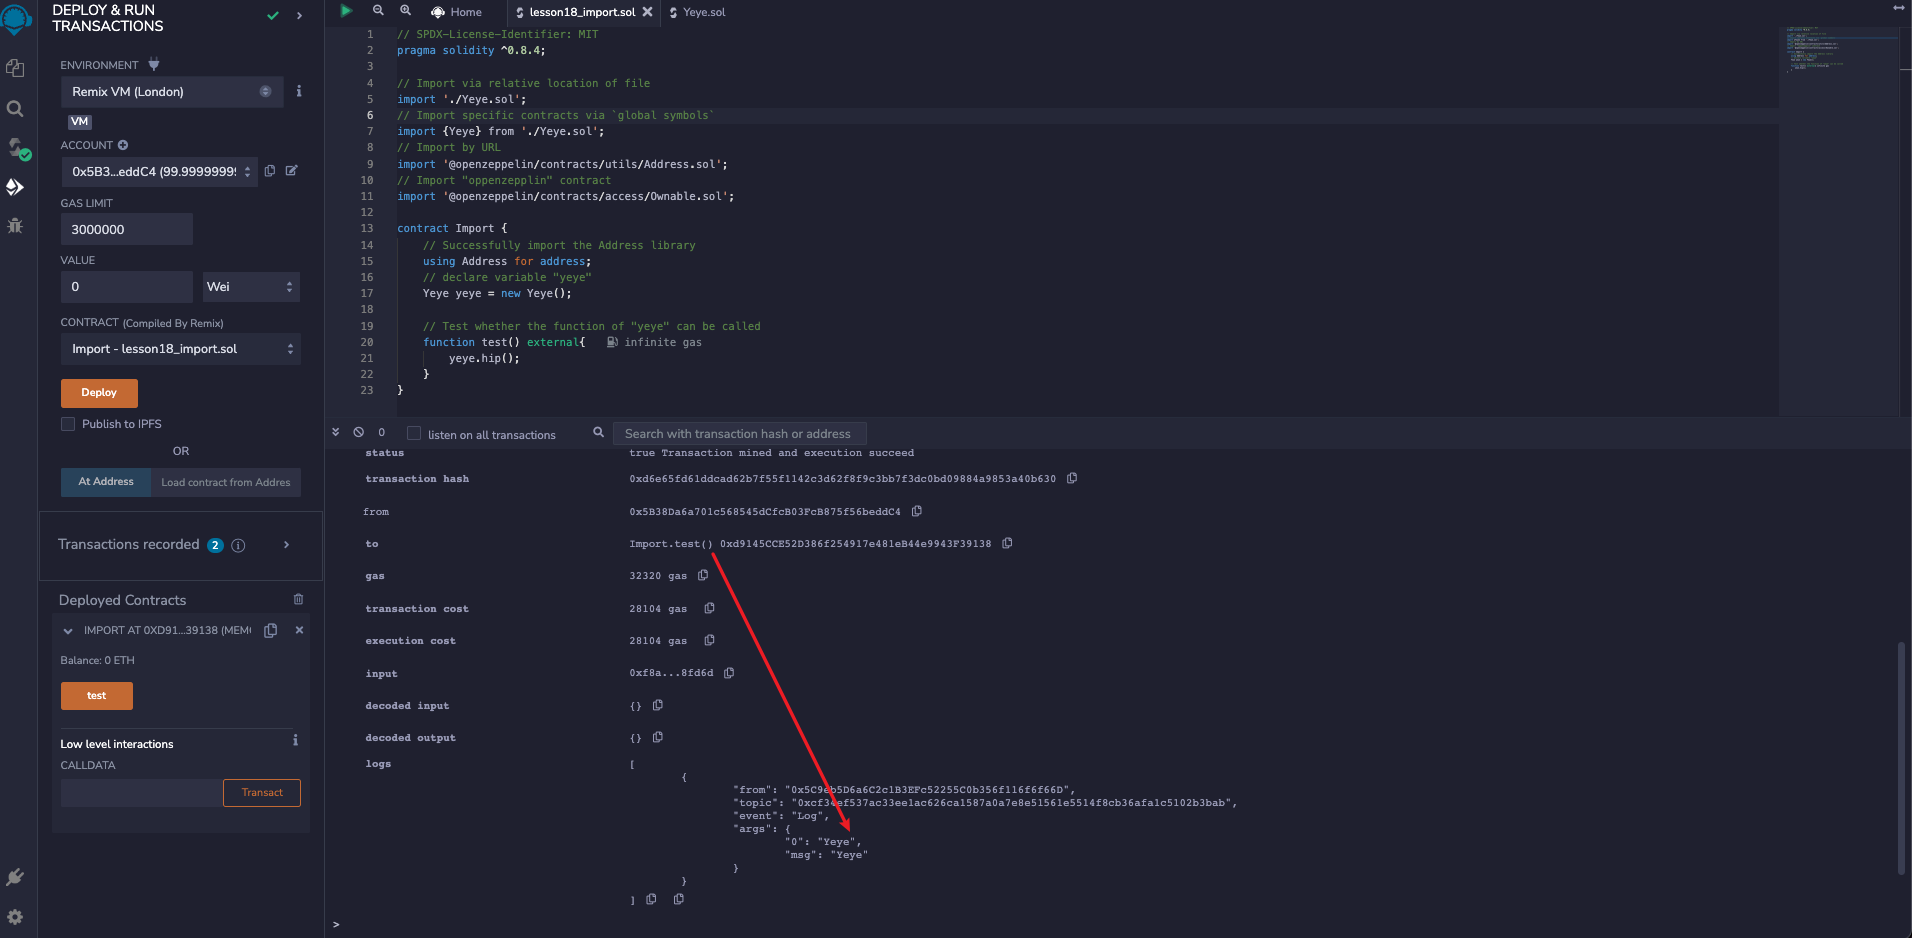 DEPLOY & RUN
TRANSACTIONS
ENVIRONMENT
Remix VM (London)
VM
ACCOUNT
0x5B3...eddC4 (99.9999999
GAS LIMIT
3000000
VALUE
0
Wei
CONTRACT (Compiled By Remix)
Import - lesson18_import.sol
Deploy
Publish to IPFS
OR
At Address
Load contract from Addres
Transactions recorded 2
Deployed Contracts
IMPORT AT 0XD91...39138 (MEM
Balance: 0 ETH
test
Low level interactions
CALLDATA
Transact
Home
lesson18_import.sol
Yeye.sol
1 // SPDX-License-Identifier: MIT
2 pragma solidity ^0.8.4;
3
4 // Import via relative location of file
5 import './Yeye.sol';
6 // Import specific contracts via `global symbols`
7 import {Yeye} from './Yeye.sol';
8 // Import by URL
9 import '@openzeppelin/contracts/utils/Address.sol';
10 // Import "oppenzepplin" contract
11 import '@openzeppelin/contracts/access/Ownable.sol';
12
13 contract Import {
14 // Successfully import the Address library
15 using Address for address;
16 // declare variable "yeye"
17 Yeye yeye = new Yeye();
18
19 // Test whether the function of "yeye" can be called
20 function test() external{ infinite gas
21 yeye.hip();
22 }
23 }
0
listen on all transactions
Search with transaction hash or address
status true Transaction mined and execution succeed
transaction hash 0xd6e65fd61ddcad62b7f55f1142c3d62f8f9c3bb7f3dc0bd09884a9853a40b630
from 0x5B38Da6a701c568545dCfcB03FcB875f56beddC4
to Import.test() 0xd9145CCE52D386f254917e481eB44e9943F39138
gas 32320 gas
transaction cost 28104 gas
execution cost 28104 gas
input 0xf8a...8fd6d
decoded input {}
decoded output {}
logs [
{
"from": "0x5C9eb5D6a6C2c1B3EFc52255C0b356f116f6f66D",
"topic": "0xcf34ef537ac33ee1ac626ca1587a0a7e8e51561e5514f8cb36afa1c5102b3bab",
"event": "Log",
"args": {
"0": "Yeye",
"msg": "Yeye"
}
}
]
>